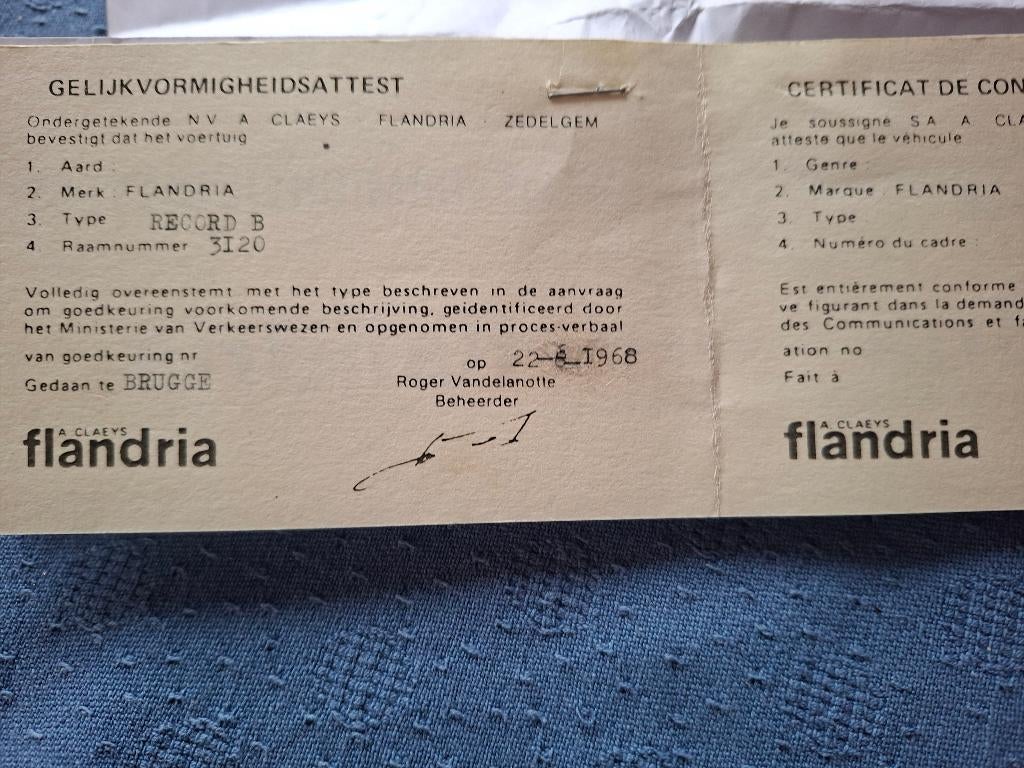 GELIJKVORMIGHEIDSATTEST
Ondergetekende N V A CLAEYS · FLANDRIA · ZEDELGEM
bevestigt dat het voertuig
1. Aard :
2. Merk : FLANDRIA
3. Type RECORD B
4. Raamnummer 3I20
Volledig overeenstemt met het type beschreven in de aanvraag
om goedkeuring voorkomende beschrijving, geidentificeerd door
het Ministerie van Verkeerswezen en opgenomen in proces-verbaal
van goedkeuring nr
op 22- -I968
Gedaan te BRUGGE
Roger Vandelanotte
Beheerder
A CLAEYS
flandria
CERTIFICAT DE CON
Je soussigne S A A CLA
atteste que le véhicule
1. Genre :
2. Marque : FLANDRIA
3. Type
4. Numéro du cadre :
Est entièrement conforme
ve figurant dans la demand
des Communications et fa
ation no
Fait à
A CLAEYS
flandria